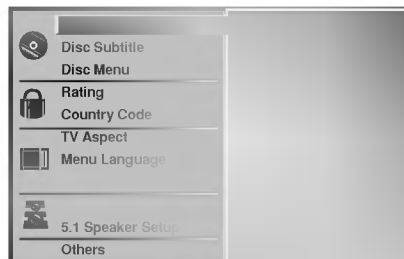 Disc Subtitle
Disc Menu
Rating
Country Code
TV Aspect
Menu Language
5.1 Speaker Setup
Others